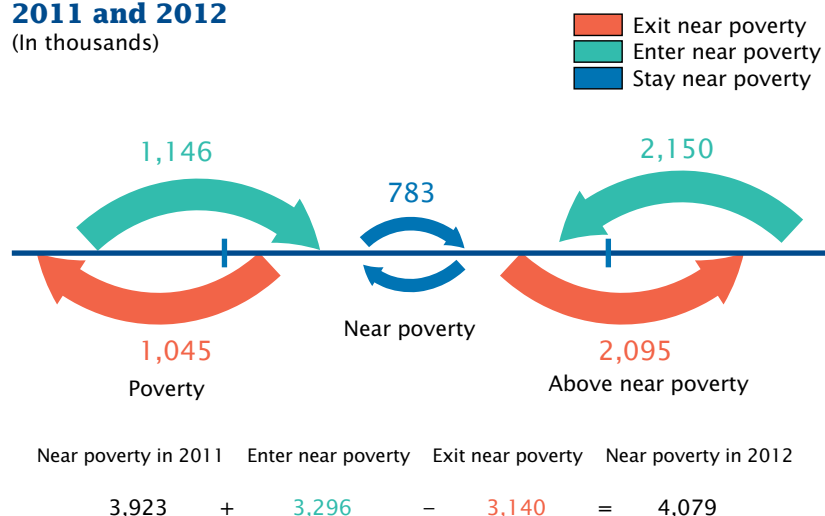 2011 and 2012
(In thousands)
Exit near poverty
Enter near poverty
Stay near poverty
1,146
783
2,150
Near poverty
1,045
2,095
Poverty
Above near poverty
Near poverty in 2011 Enter near poverty Exit near poverty Near poverty in 2012
3,923 + 3,296 – 3,140 = 4,079